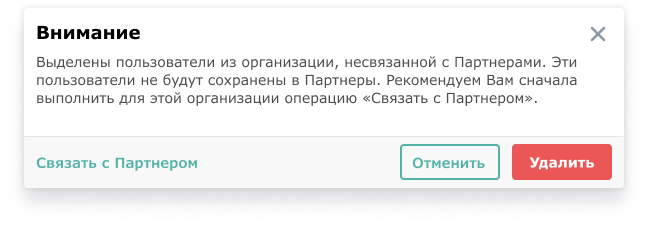 Внимание
Выделены пользователи из организации, несвязанной с Партнерами. Эти
пользователи не будут сохранены в Партнеры. Рекомендуем Вам сначала
выполнить для этой организации операцию «Связать с Партнером».
Связать с Партнером
Отменить
Удалить